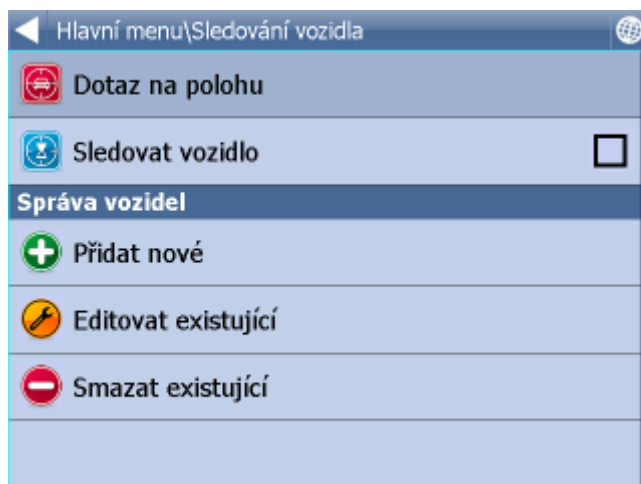 Hlavní menu\Sledování vozidla
Dotaz na polohu
Sledovat vozidlo
Správa vozidel
Přidat nové
Editovat existující
Smazat existující